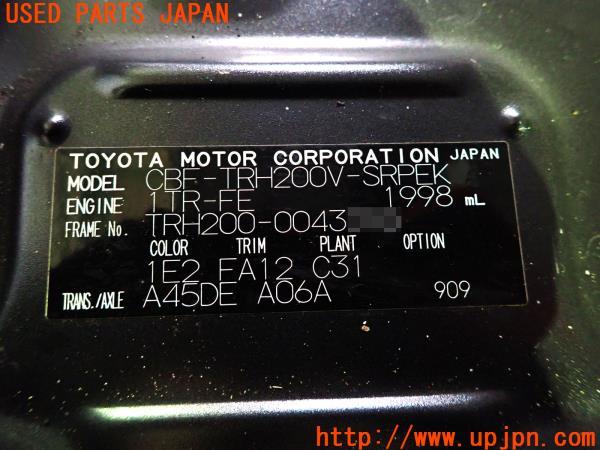 USED PARTS JAPAN
TOYOTA MOTOR CORPORATION JAPAN
MODEL CBF-TRH200V-SRPEK
ENGINE 1TR-FE 1998 mL
FRAME No. TRH200-0043
COLOR TRIM PLANT OPTION
1E2 FA12 C31
TRANS./AXLE A45DE A06A 909
http://www.upjpn.com